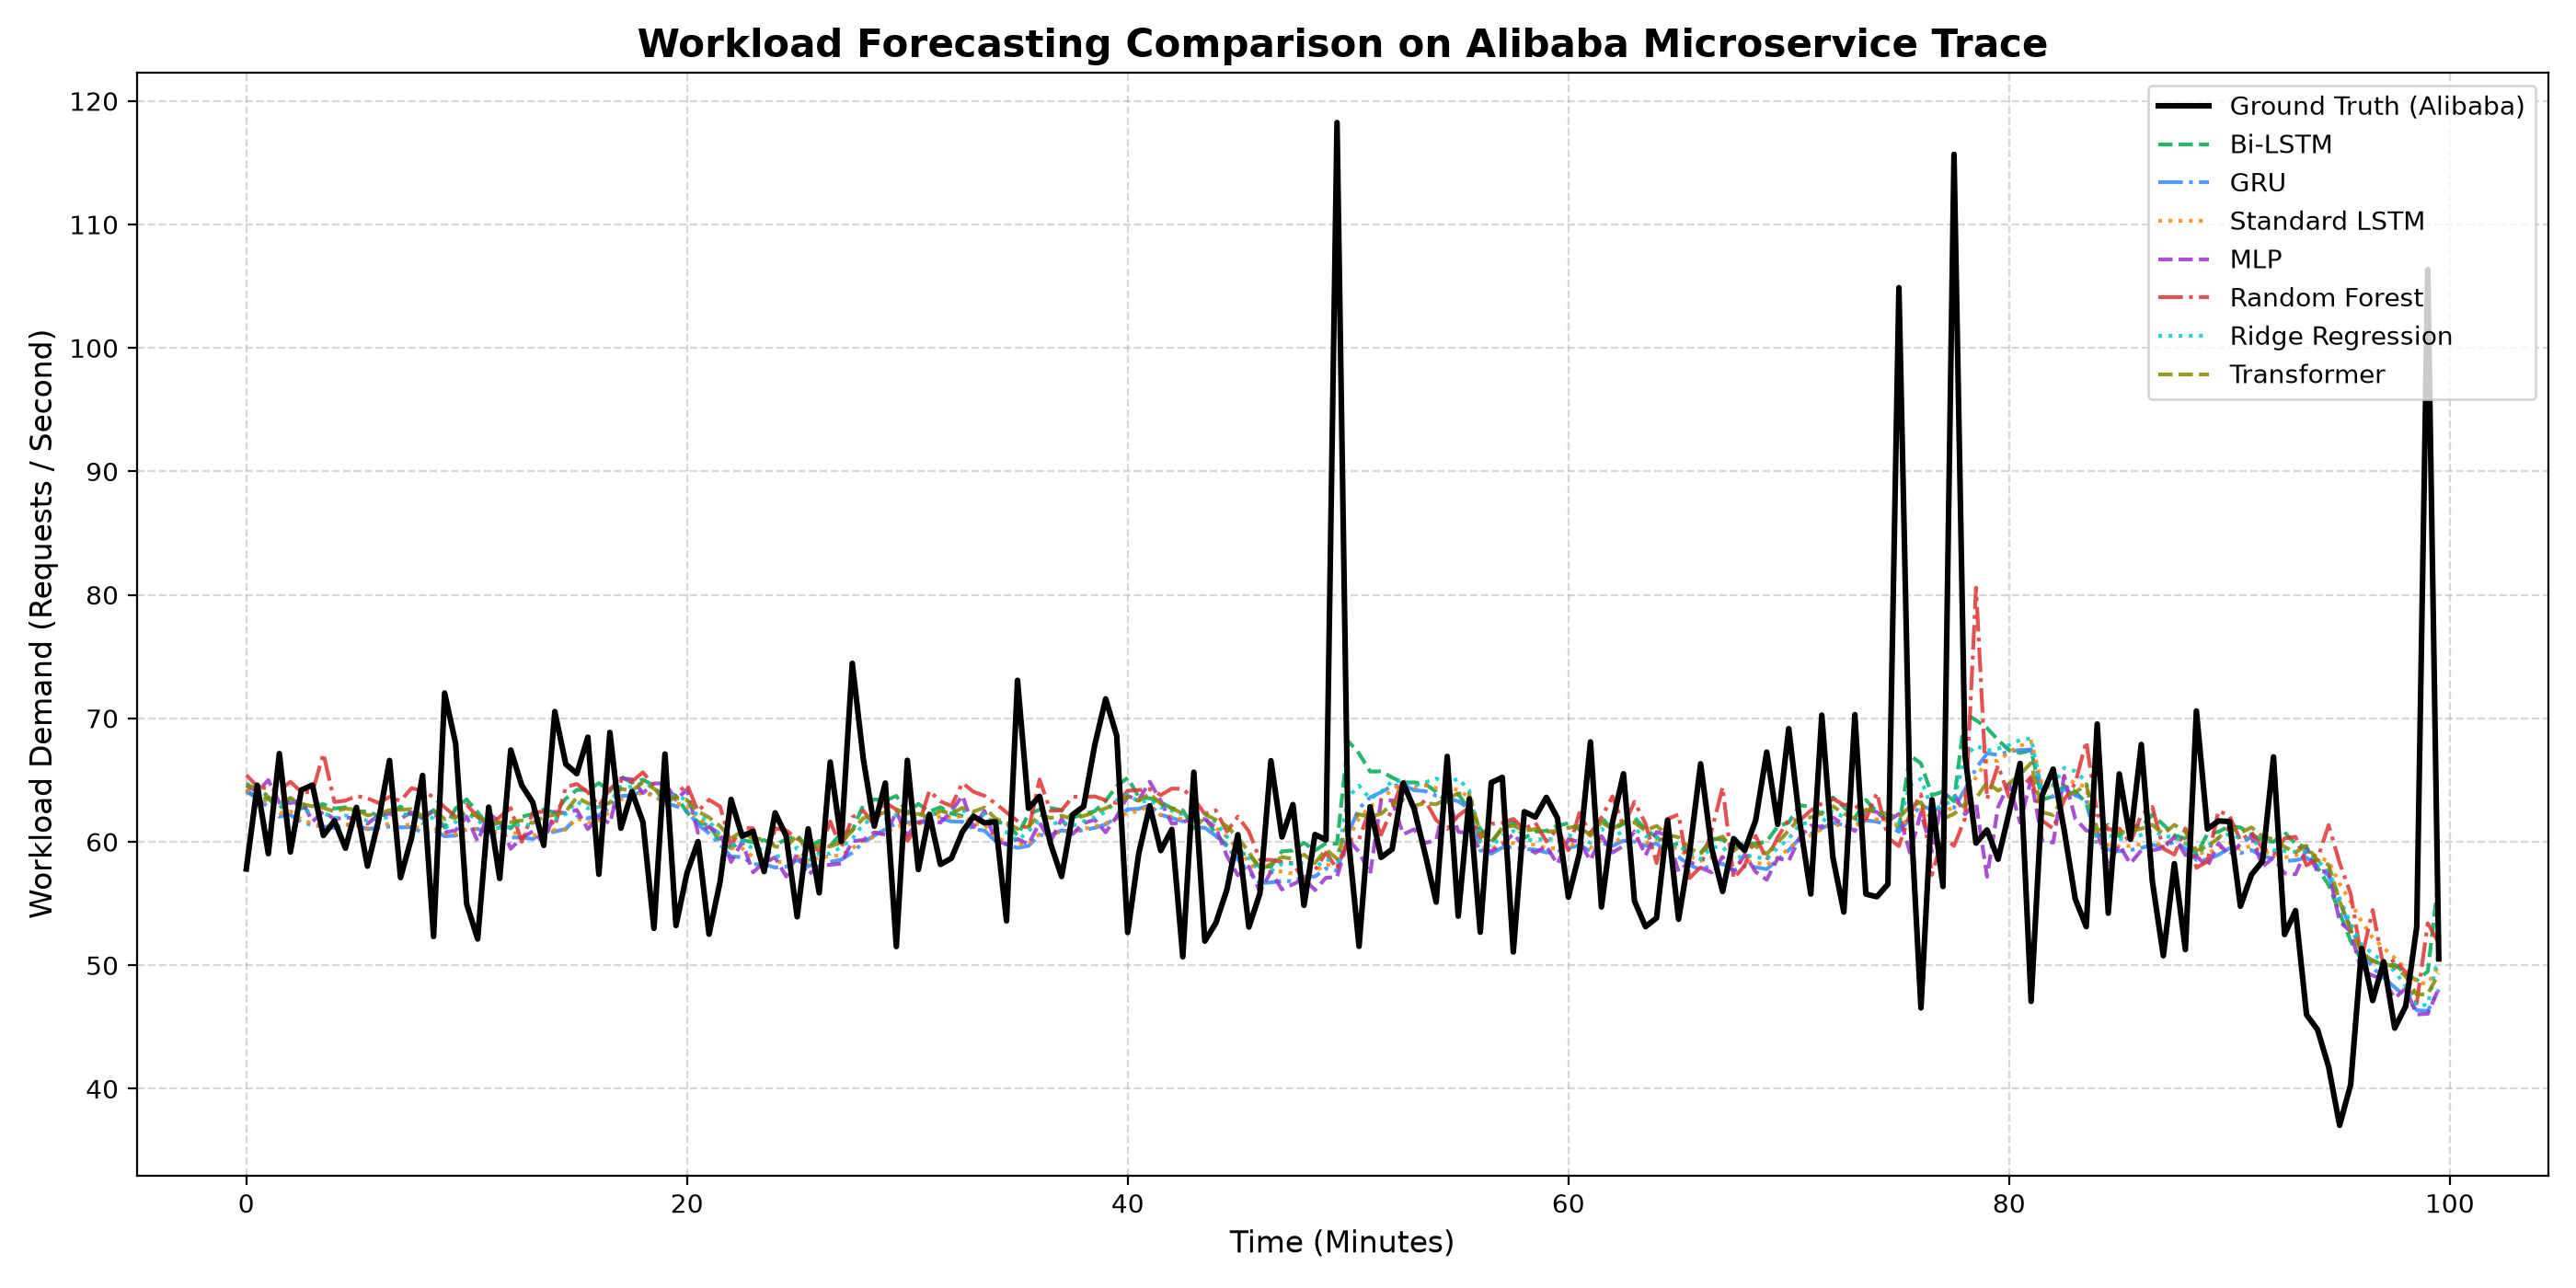 Workload Forecasting Comparison on Alibaba Microservice Trace
Workload Demand (Requests / Second)
120
110
100
90
80
70
60
50
40
Ground Truth (Alibaba)
Bi-LSTM
GRU
Standard LSTM
MLP
Random Forest
Ridge Regression
Transformer
0 20 40 60 80 100
Time (Minutes)